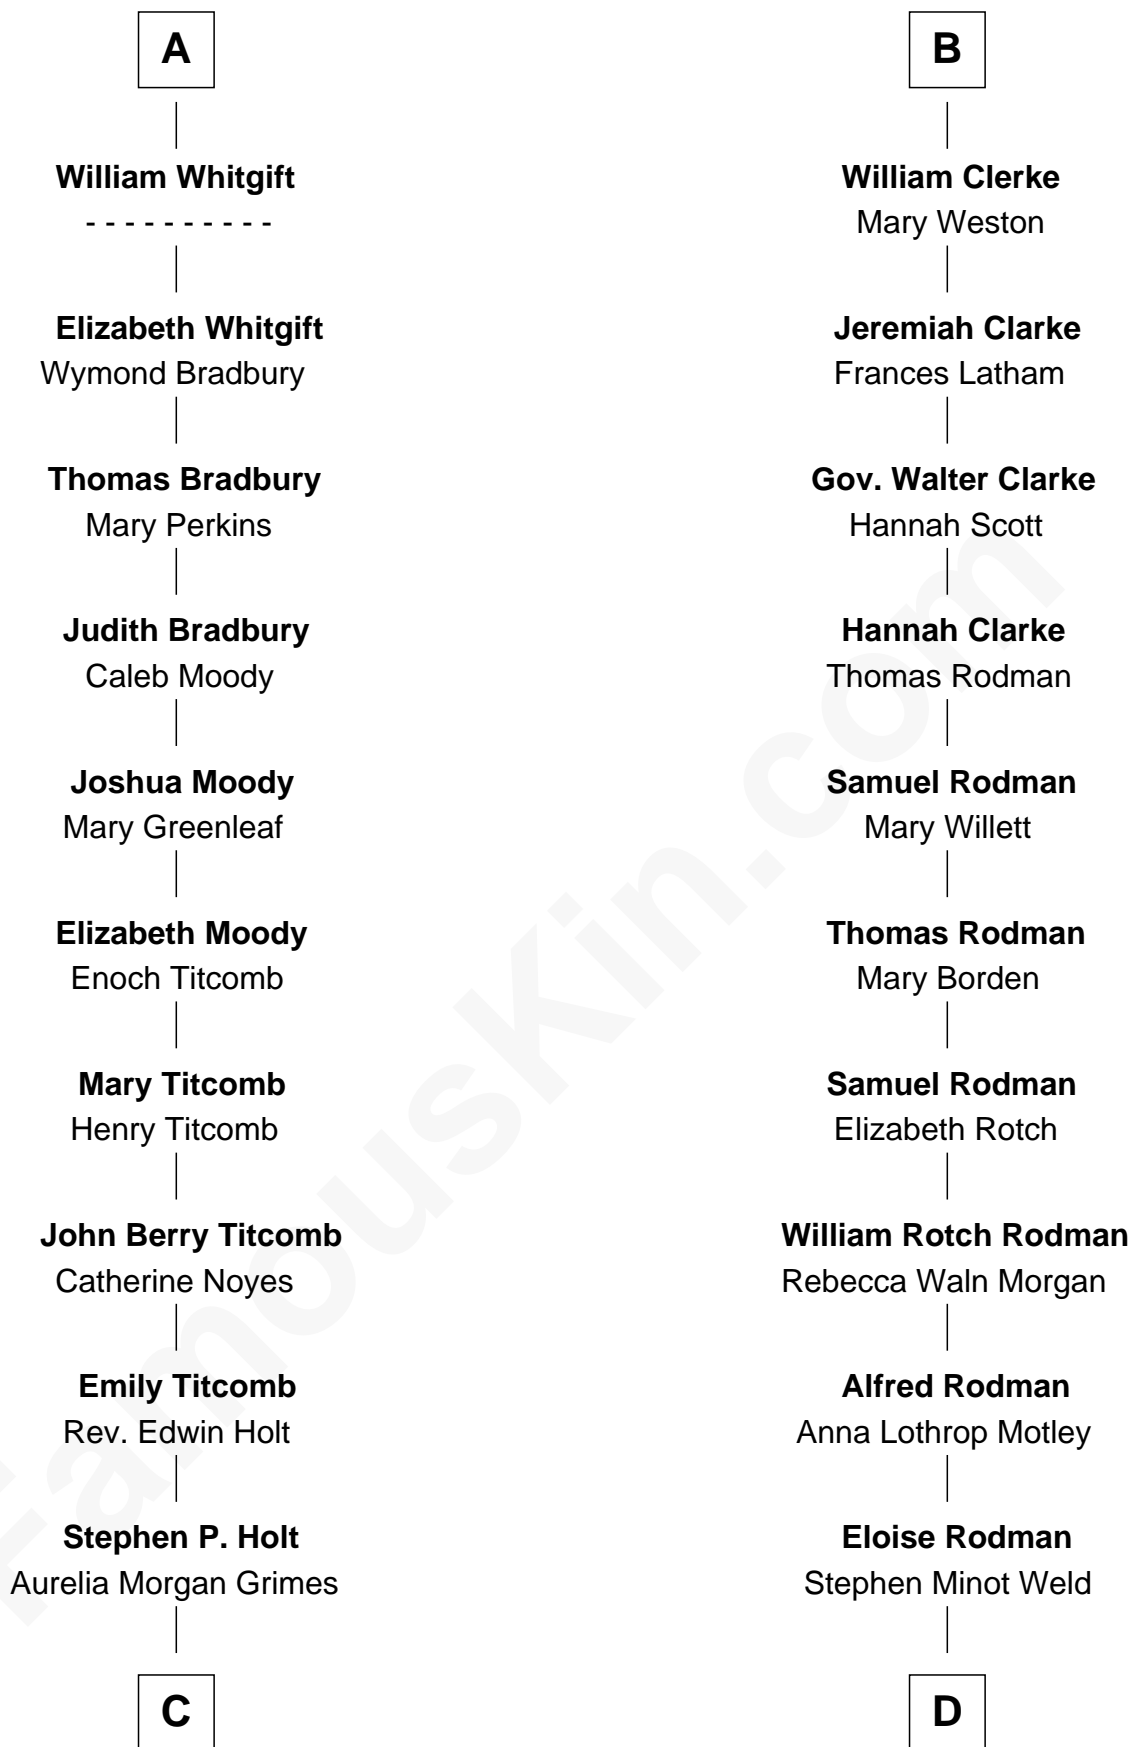 A
William Whitgift
- - - - - - - - - -
Elizabeth Whitgift
Wymond Bradbury
Thomas Bradbury
Mary Perkins
Judith Bradbury
Caleb Moody
Joshua Moody
Mary Greenleaf
Elizabeth Moody
Enoch Titcomb
Mary Titcomb
Henry Titcomb
John Berry Titcomb
Catherine Noyes
Emily Titcomb
Rev. Edwin Holt
Stephen P. Holt
Aurelia Morgan Grimes
C
B
William Clerke
Mary Weston
Jeremiah Clarke
Frances Latham
Gov. Walter Clarke
Hannah Scott
Hannah Clarke
Thomas Rodman
Samuel Rodman
Mary Willett
Thomas Rodman
Mary Borden
Samuel Rodman
Elizabeth Rotch
William Rotch Rodman
Rebecca Waln Morgan
Alfred Rodman
Anna Lothrop Motley
Eloise Rodman
Stephen Minot Weld
D
FamousKin.com